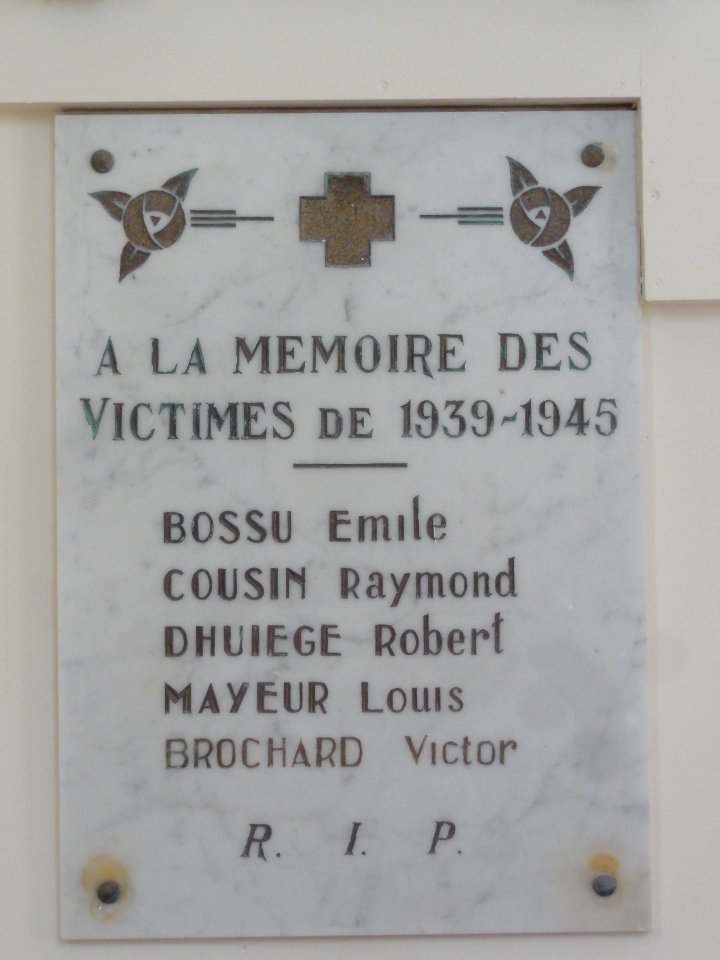 A LA MEMOIRE DES
VICTIMES DE 1939-1945
BOSSU Emile
COUSIN Raymond
DHUIEGE Robert
MAYEUR Louis
BROCHARD Victor
R. I. P.